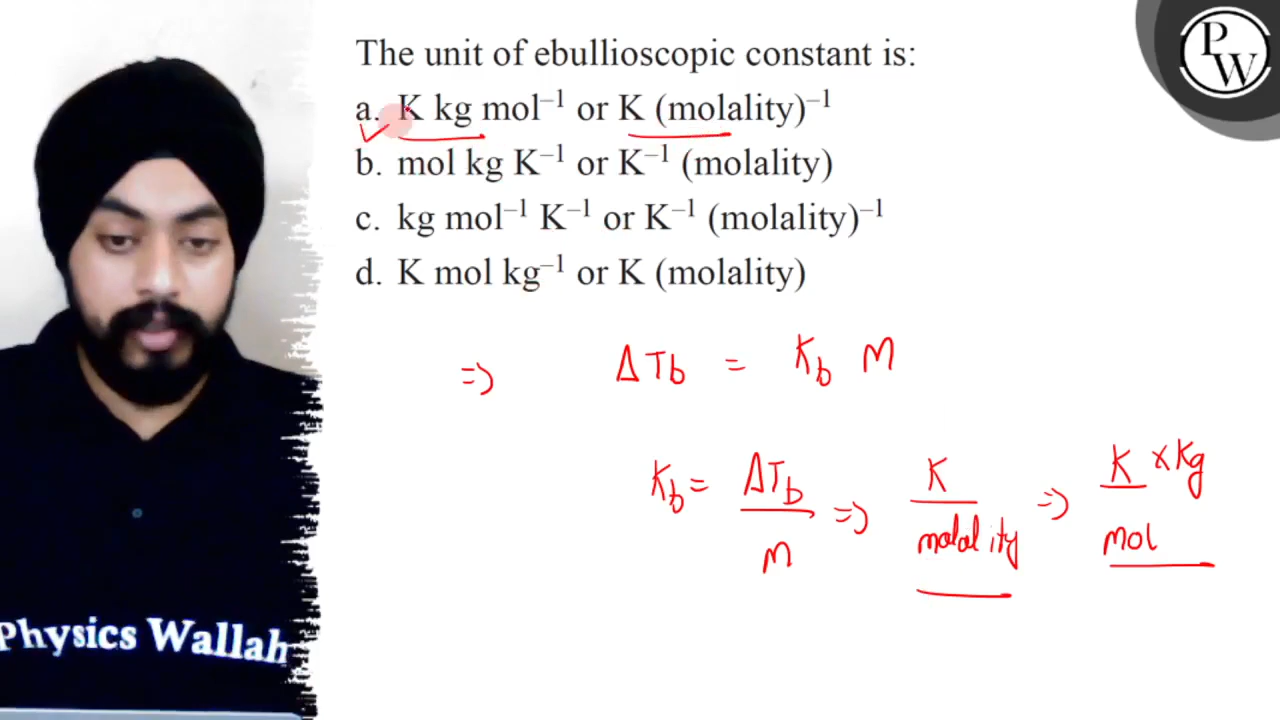 The unit of ebullioscopic constant is:
a. K kg mol⁻¹ or K (molality)⁻¹
b. mol kg K⁻¹ or K⁻¹ (molality)
c. kg mol⁻¹ K⁻¹ or K⁻¹ (molality)⁻¹
d. K mol kg⁻¹ or K (molality)
⇒ ΔTb = Kb m
Kb = ΔTb / m ⇒ K / molality ⇒ K × Kg / mol
Physics Wallah
PW